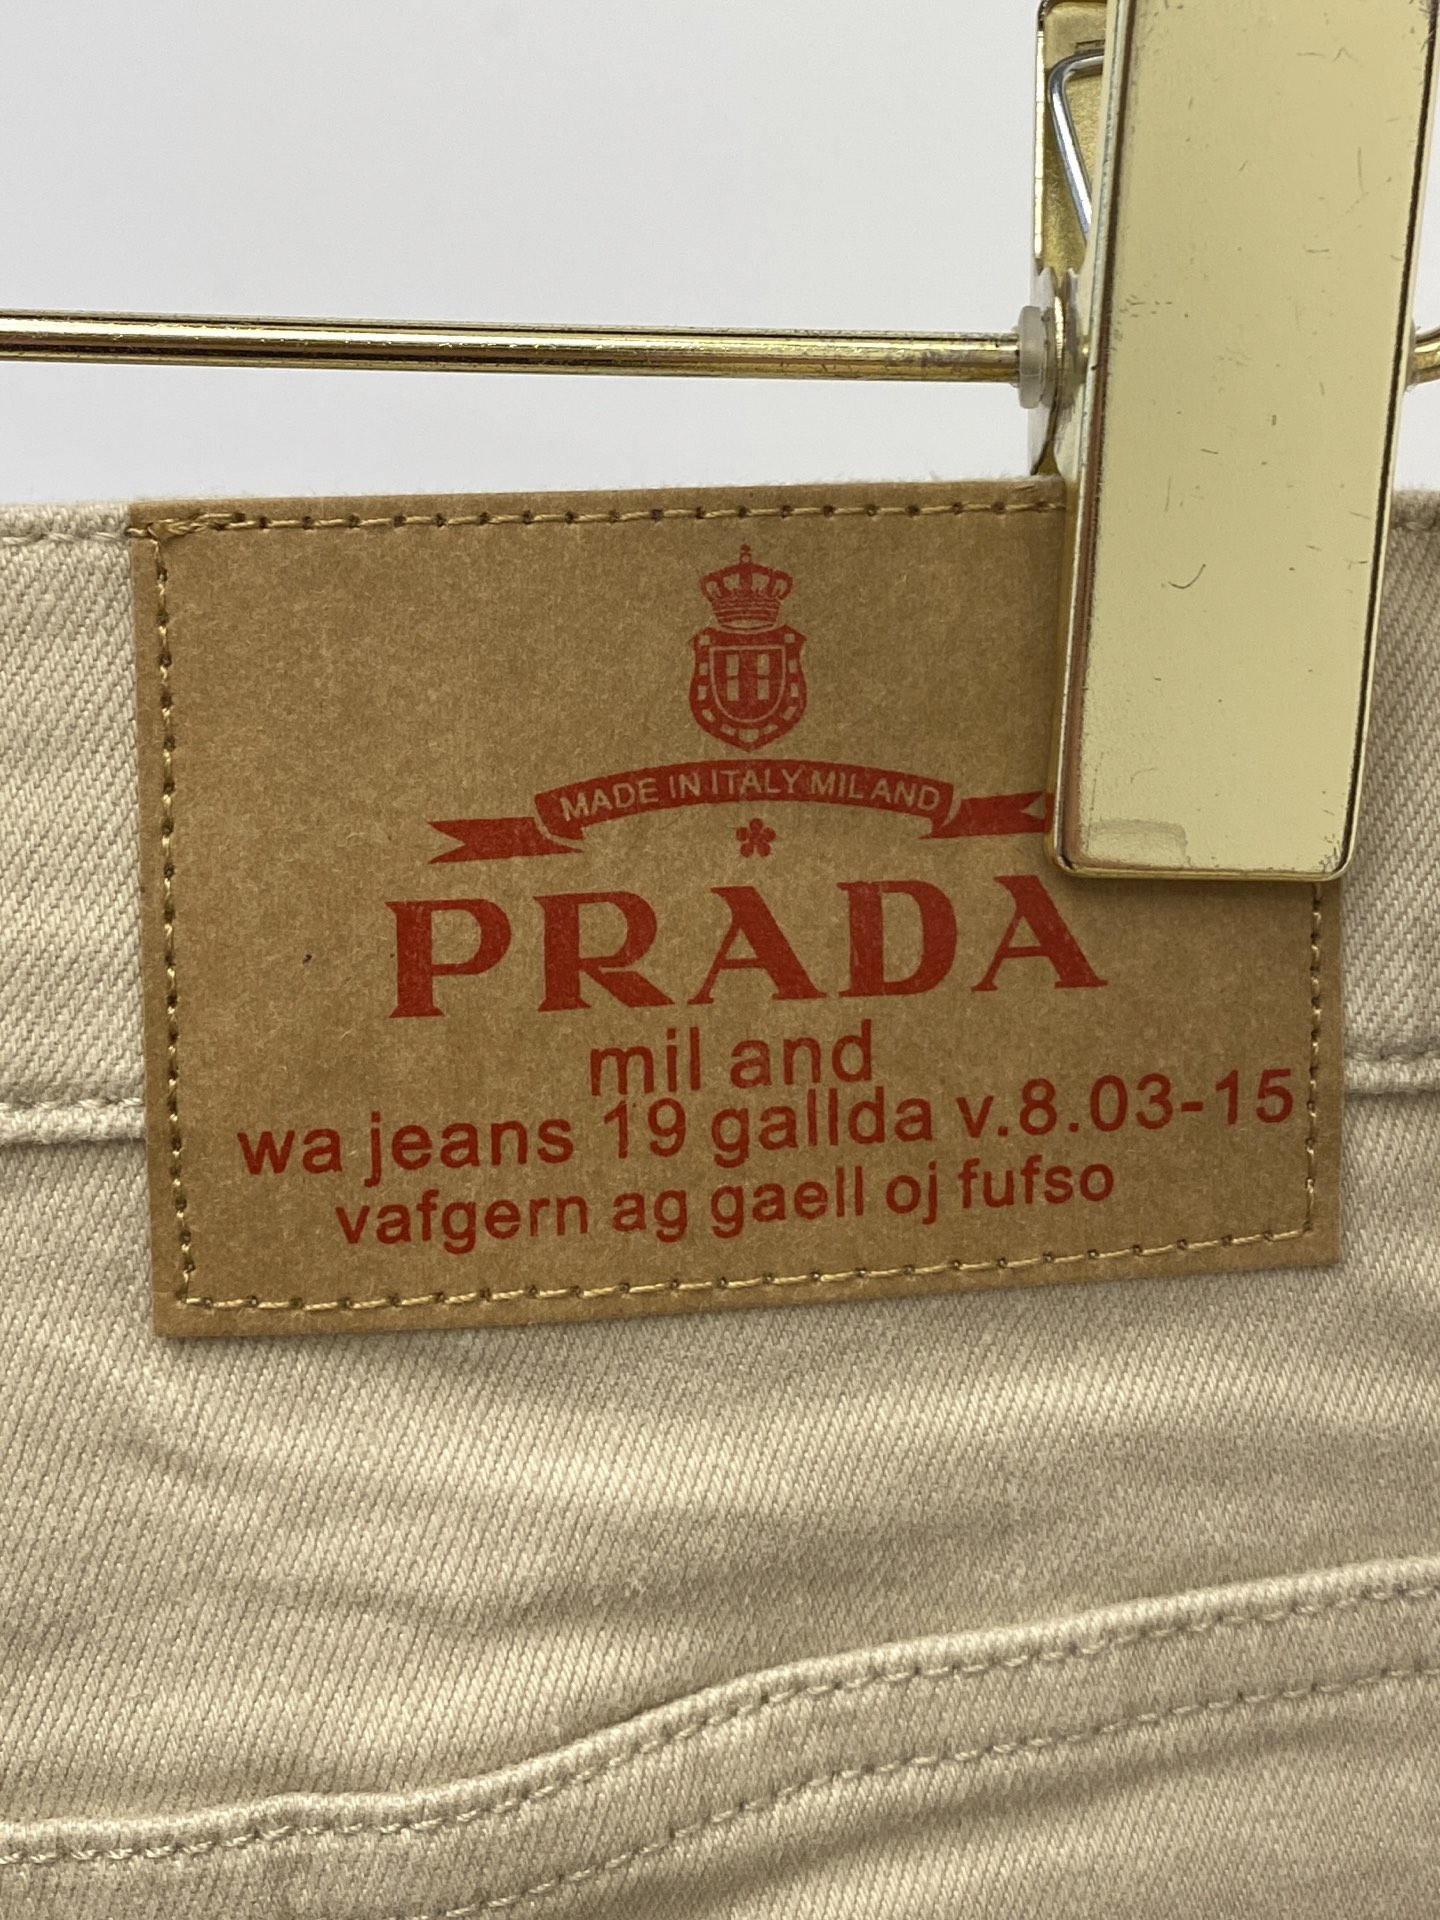 MADE IN ITALY MIL AND
PRADA
mil and
wa jeans 19 gallda v.8.03-15
vafgern ag gaell oj fufso